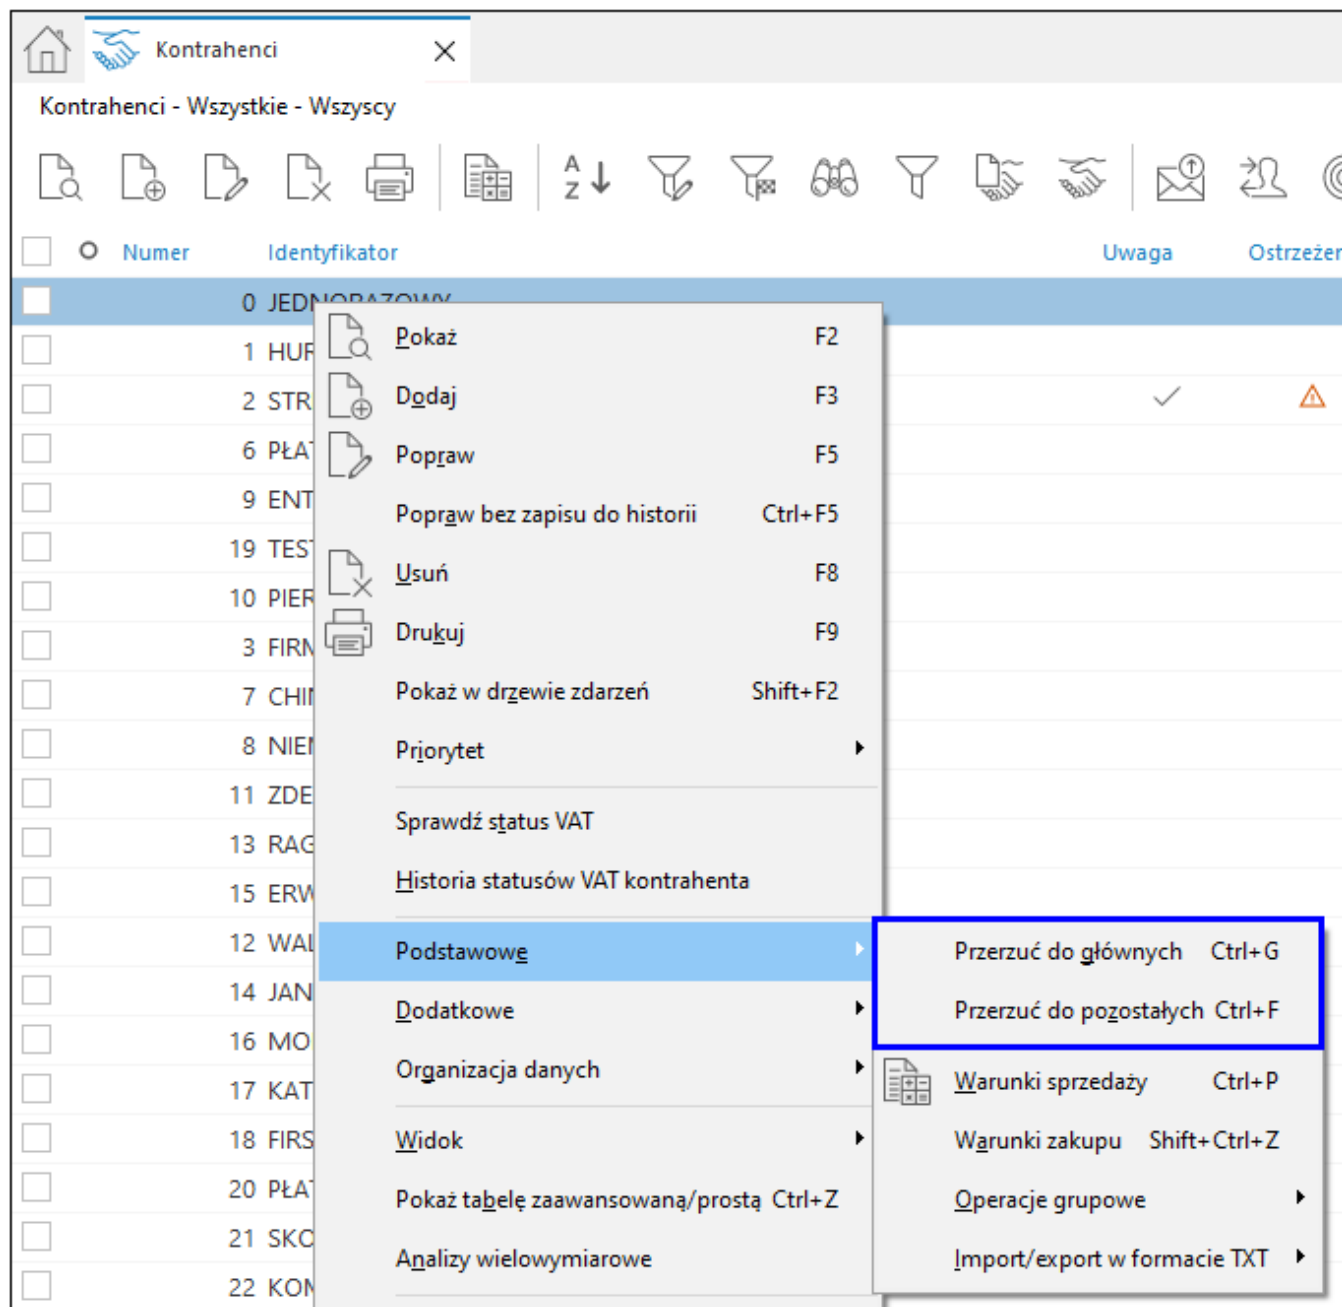 Kontrahenci
Kontrahenci - Wszystkie - Wszyscy
A
Z
Numer Identyfikator Uwaga
0
1
2
6
9
19
10
3
7
8
11
13
15
12
14
16
17
18
20
21
22
Pokaż F2
Dodaj F3
Popraw F5
Popraw bez zapisu do historii Ctrl+F5
Usuń F8
Drukuj F9
Pokaż w drzewie zdarzeń Shift+F2
Priorytet
Sprawdź status VAT
Historia statusów VAT kontrahenta
Podstawowe
Dodatkowe
Organizacja danych
Widok
Pokaż tabelę zaawansowaną/prostą Ctrl+Z
Analizy wielowymiarowe
Przerzuć do głównych Ctrl+G
Przerzuć do pozostałych Ctrl+F
Warunki sprzedaży Ctrl+P
Warunki zakupu Shift+Ctrl+Z
Operacje grupowe
Import/export w formacie TXT